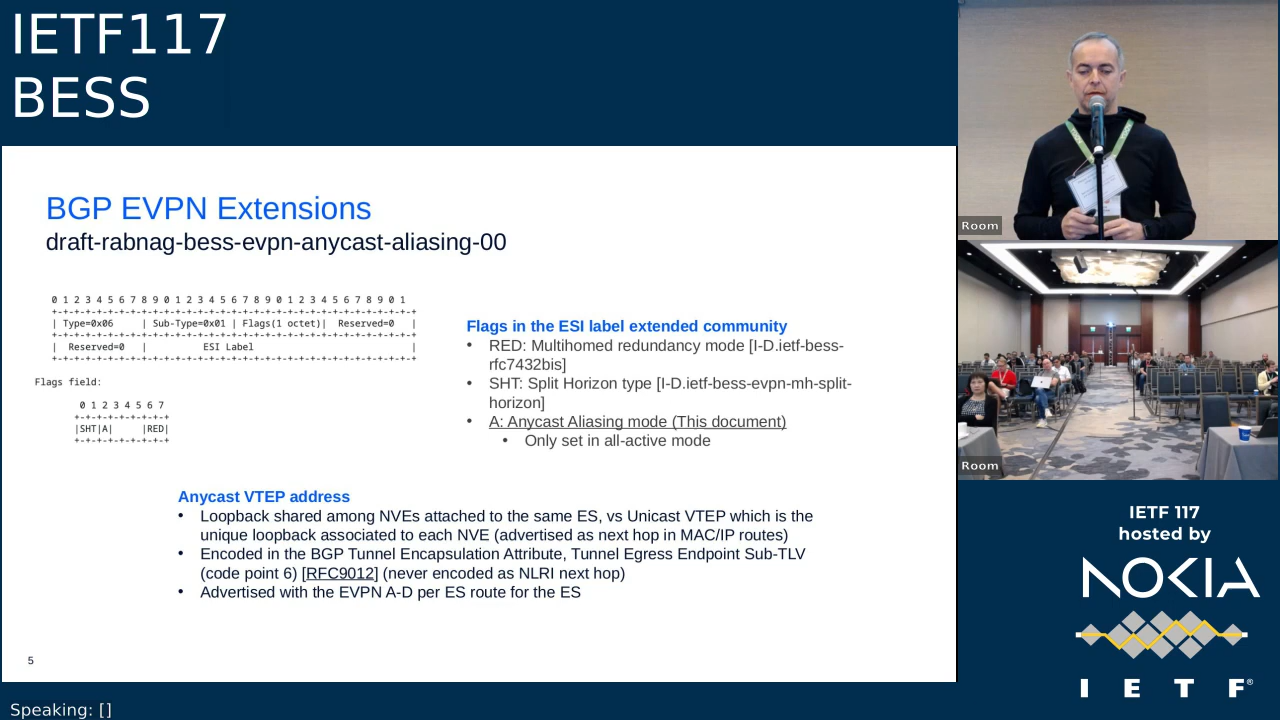 IETF117
BESS
BGP EVPN Extensions
draft-rabnag-bess-evpn-anycast-aliasing-00
0 1 2 3 4 5 6 7 8 9 0 1 2 3 4 5 6 7 8 9 0 1 2 3 4 5 6 7 8 9 0 1
+-+-+-+-+-+-+-+-+-+-+-+-+-+-+-+-+-+-+-+-+-+-+-+-+-+-+-+-+-+-+-+-+
| Type=0x06     | Sub-Type=0x01 | Flags(1 octet)|  Reserved=0   |
+-+-+-+-+-+-+-+-+-+-+-+-+-+-+-+-+-+-+-+-+-+-+-+-+-+-+-+-+-+-+-+-+
|  Reserved=0   |          ESI Label                            |
+-+-+-+-+-+-+-+-+-+-+-+-+-+-+-+-+-+-+-+-+-+-+-+-+-+-+-+-+-+-+-+-+
Flags field:
0 1 2 3 4 5 6 7
+-+-+-+-+-+-+-+-+
|SHT|A|     |RED|
+-+-+-+-+-+-+-+-+
Flags in the ESI label extended community
• RED: Multihomed redundancy mode [I-D.ietf-bess-
rfc7432bis]
• SHT: Split Horizon type [I-D.ietf-bess-evpn-mh-split-
horizon]
• A: Anycast Aliasing mode (This document)
• Only set in all-active mode
Anycast VTEP address
• Loopback shared among NVEs attached to the same ES, vs Unicast VTEP which is the
unique loopback associated to each NVE (advertised as next hop in MAC/IP routes)
• Encoded in the BGP Tunnel Encapsulation Attribute, Tunnel Egress Endpoint Sub-TLV
(code point 6) [RFC9012] (never encoded as NLRI next hop)
• Advertised with the EVPN A-D per ES route for the ES
5
Speaking: []
Room
Room
IETF 117
hosted by
NOKIA
I E T F®